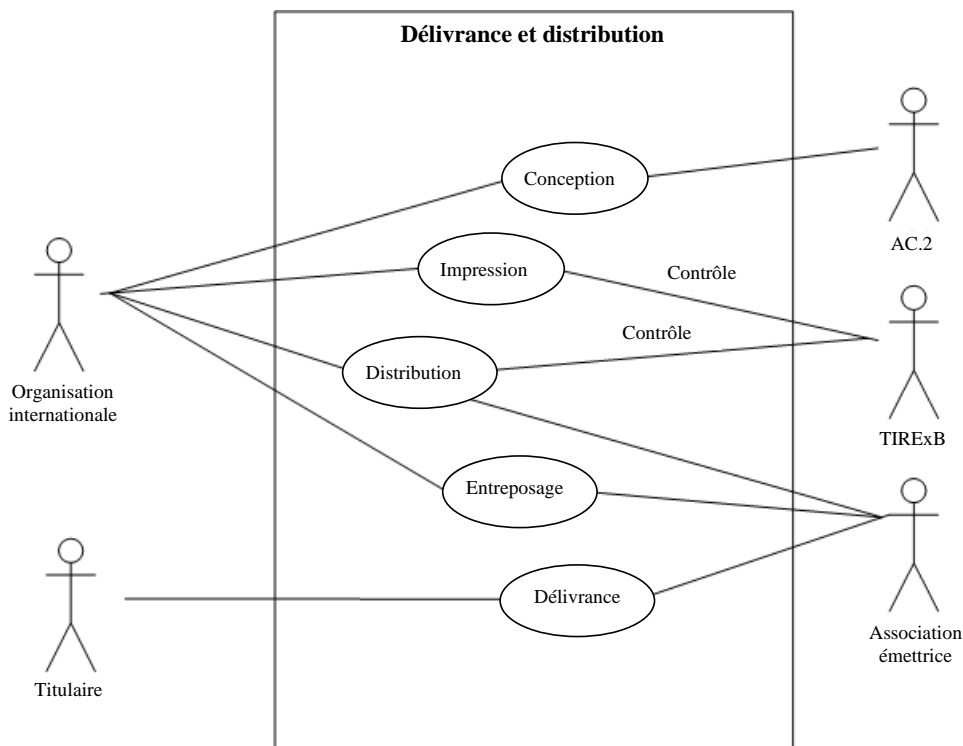 Délivrance et distribution
Conception
AC.2
Impression
Contrôle
Organisation
internationale
Distribution
Contrôle
TIRExB
Entreposage
Délivrance
Titulaire
Association
émettrice